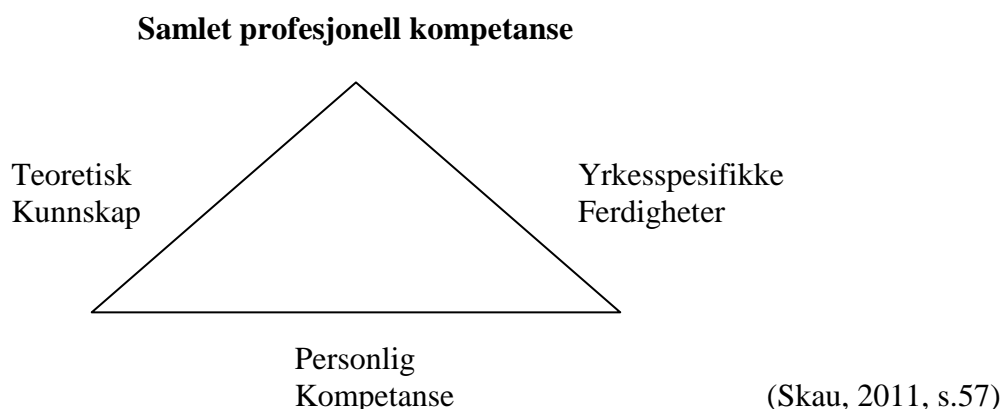 Samlet profesjonell kompetanse
Teoretisk
Kunnskap
Yrkesspesifikke
Ferdigheter
Personlig
Kompetanse
(Skau, 2011, s.57)